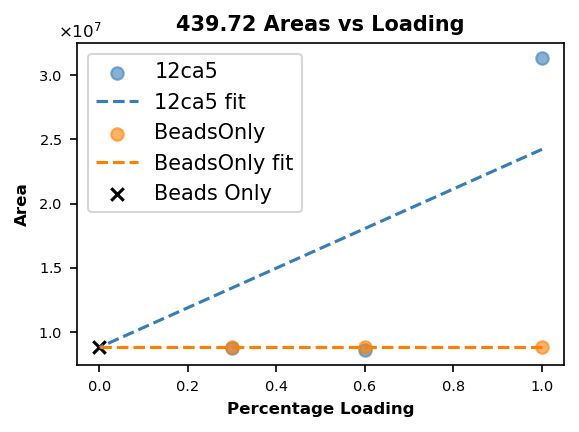 439.72 Areas vs Loading
×10⁷
3.0
2.5
2.0
1.5
1.0
Area
12ca5
12ca5 fit
BeadsOnly
BeadsOnly fit
Beads Only
0.0 0.2 0.4 0.6 0.8 1.0
Percentage Loading